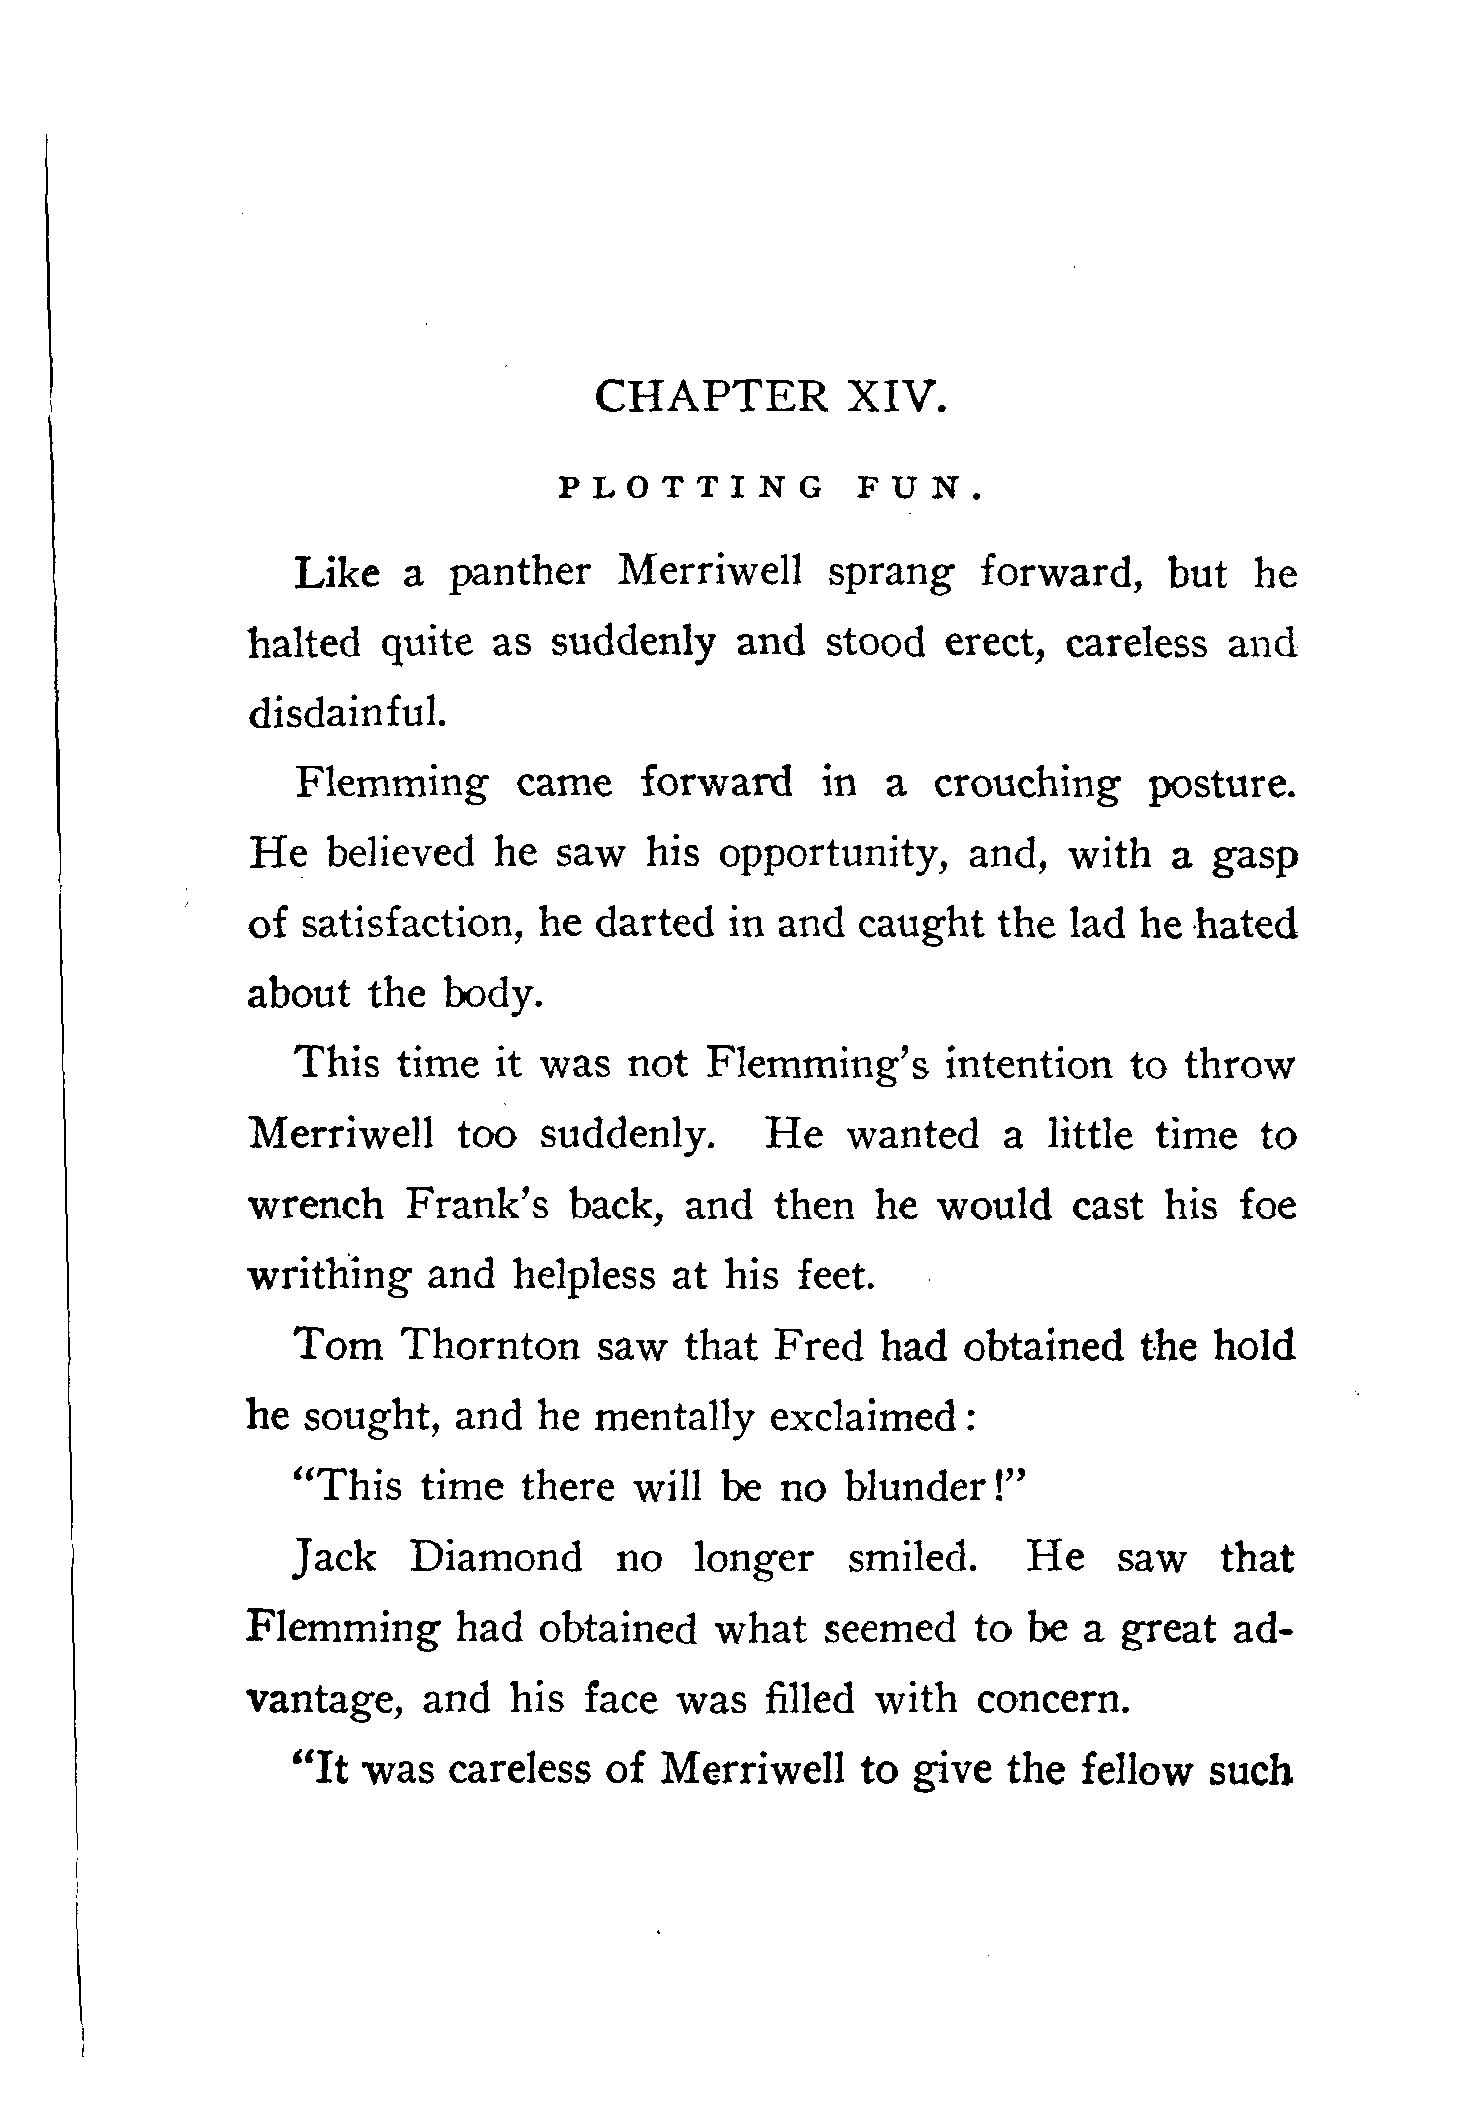 CHAPTER XIV.
PLOTTING FUN.
Like a panther Merriwell sprang forward, but he
halted quite as suddenly and stood erect, careless and
disdainful.
Flemming came forward in a crouching posture.
He believed he saw his opportunity, and, with a gasp
of satisfaction, he darted in and caught the lad he hated
about the body.
This time it was not Flemming's intention to throw
Merriwell too suddenly. He wanted a little time to
wrench Frank's back, and then he would cast his foe
writhing and helpless at his feet.
Tom Thornton saw that Fred had obtained the hold
he sought, and he mentally exclaimed:
“This time there will be no blunder!”
Jack Diamond no longer smiled. He saw that
Flemming had obtained what seemed to be a great ad-
vantage, and his face was filled with concern.
“It was careless of Merriwell to give the fellow such